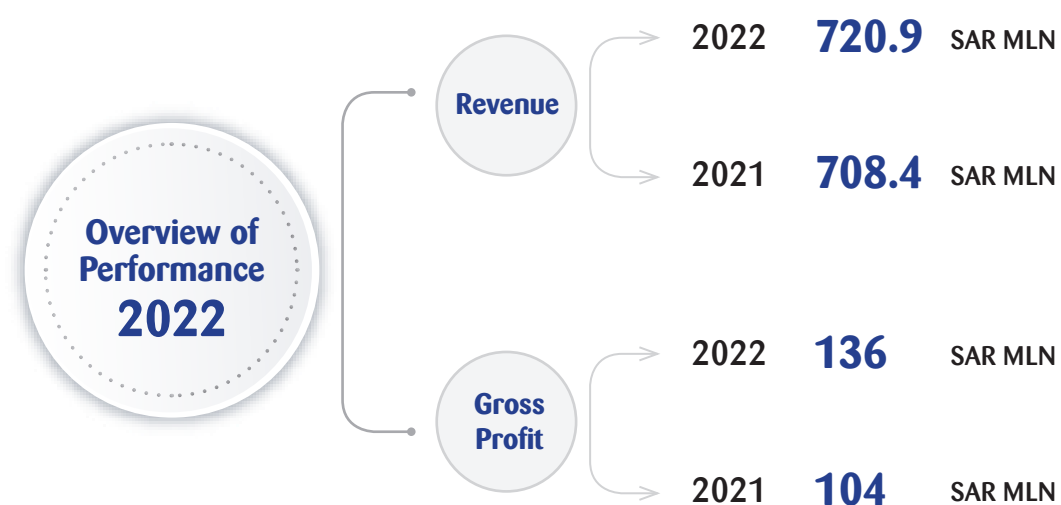 Overview of
Performance
2022
Revenue
2022 720.9 SAR MLN
2021 708.4 SAR MLN
Gross
Profit
2022 136 SAR MLN
2021 104 SAR MLN